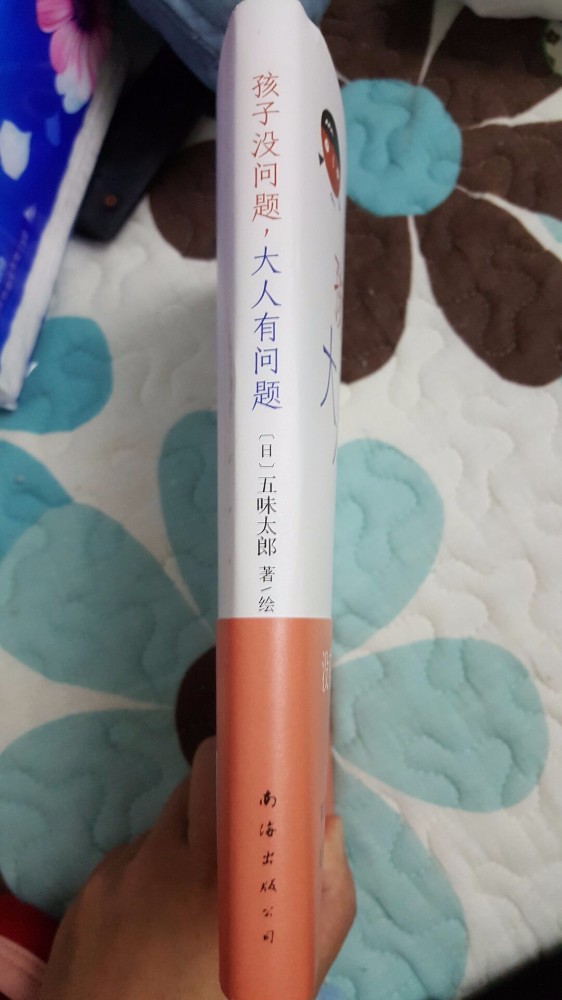 孩子没问题，大人有问题
〔日〕五味太郎 著/绘
南海出版公司